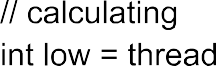 // calculating
int low = thread